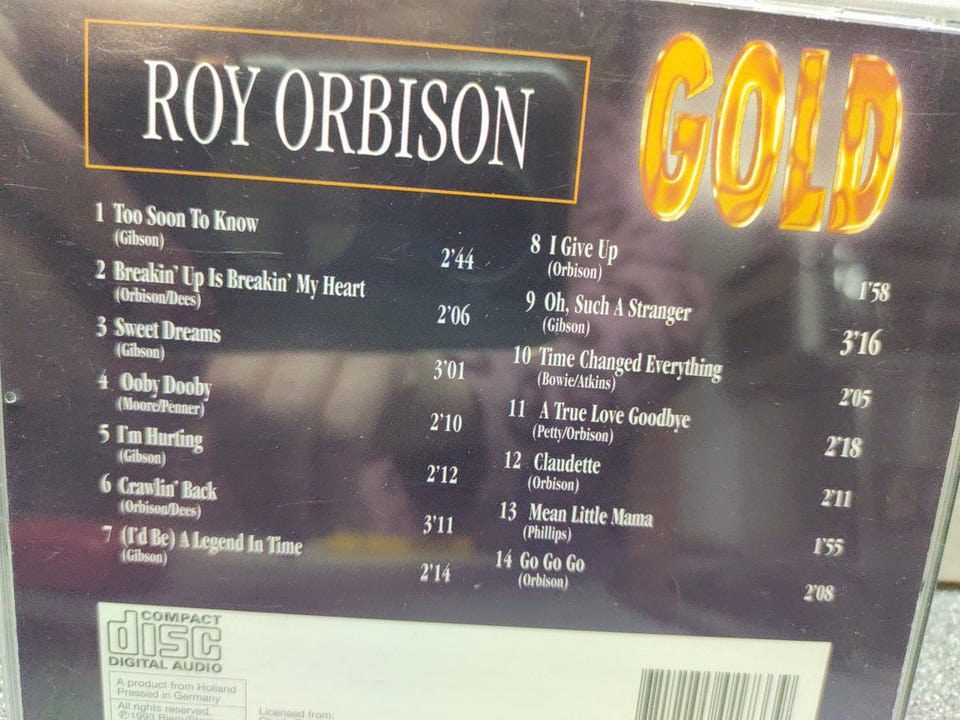 ROY ORBISON
GOLD
1 Too Soon To Know
(Gibson)
2'44
2 Breakin' Up Is Breakin' My Heart
(Orbison/Dees)
2'06
3 Sweet Dreams
(Gibson)
3'01
4 Ooby Dooby
(Moore/Penner)
2'10
5 I'm Hurting
(Gibson)
2'12
6 Crawlin' Back
(Orbison/Dees)
3'11
7 (I'd Be) A Legend In Time
(Gibson)
2'14
8 I Give Up
(Orbison)
1'58
9 Oh, Such A Stranger
(Gibson)
3'16
10 Time Changed Everything
(Bowie/Atkins)
2'05
11 A True Love Goodbye
(Petty/Orbison)
2'18
12 Claudette
(Orbison)
2'11
13 Mean Little Mama
(Phillips)
1'55
14 Go Go Go
(Orbison)
2'08
COMPACT
disc
DIGITAL AUDIO
A product from Holland
Pressed in Germany
All rights reserved.
℗1993
Licensed from: